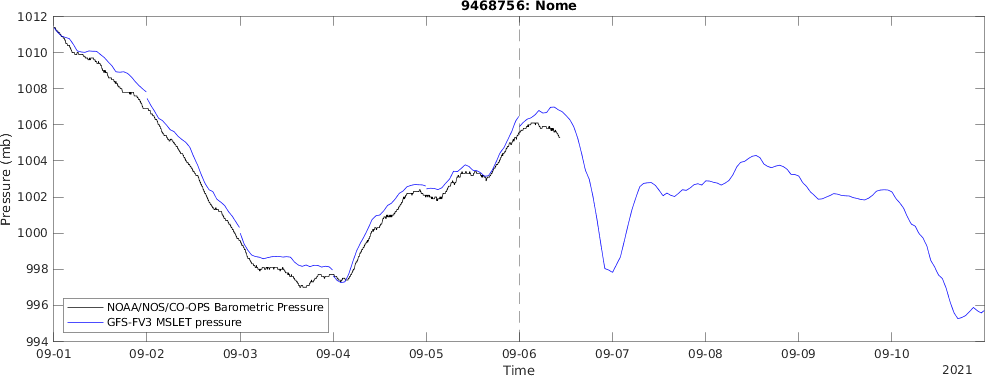 9468756: Nome
1012
1010
1008
1006
1004
1002
1000
998
996
994
Pressure (mb)
NOAA/NOS/CO-OPS Barometric Pressure
GFS-FV3 MSLET pressure
09-01 09-02 09-03 09-04 09-05 09-06 09-07 09-08 09-09 09-10
Time
2021